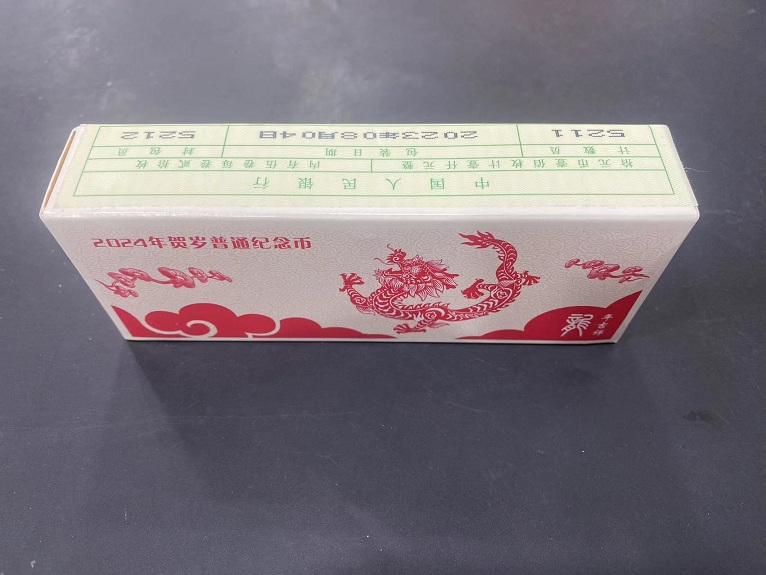 中国人民银行
拾元币壹佰枚计壹仟元整 内有伍卷每卷贰拾枚
计数员 包装日期 封包员
5211 2023年08月04日 5212
2024年贺岁普通纪念币
年吉祥